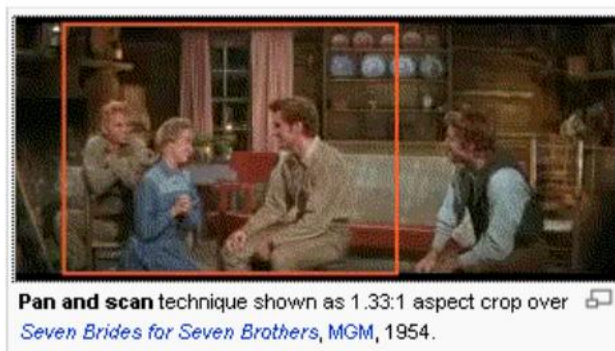 Pan and scan technique shown as 1.33:1 aspect crop over
Seven Brides for Seven Brothers, MGM, 1954.